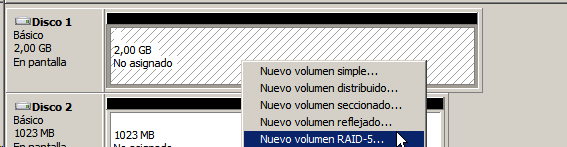 Disco 1
Básico
2,00 GB
En pantalla
2,00 GB
No asignado
Nuevo volumen simple...
Nuevo volumen distribuido...
Nuevo volumen seccionado...
Nuevo volumen reflejado...
Nuevo volumen RAID-5...
Disco 2
Básico
1023 MB
En pantalla
1023 MB
No asignado